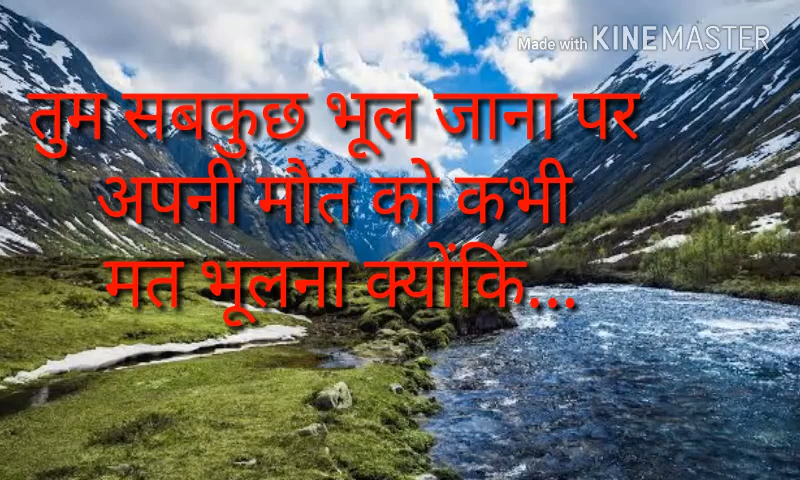 Made with KINEMASTER
तुम सबकुछ भूल जाना पर
अपनी मौत को कभी
मत भूलना क्योंकि...